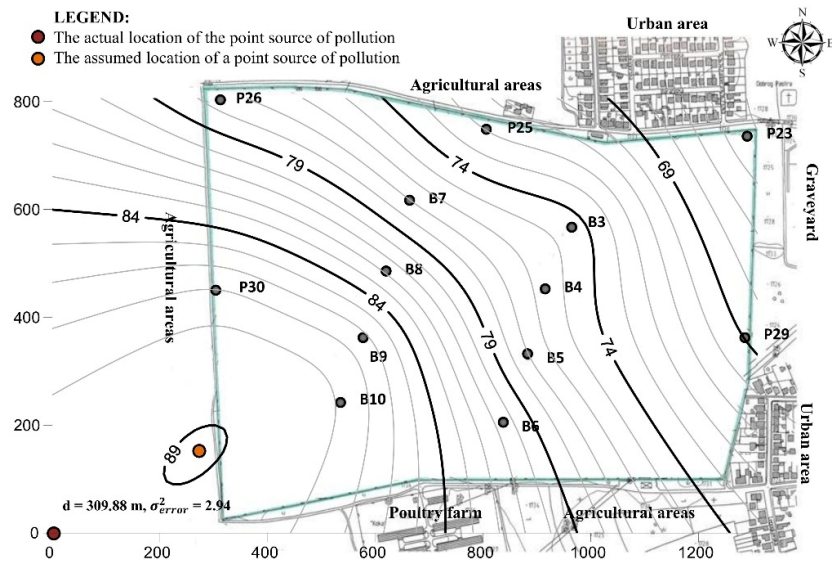 LEGEND:
The actual location of the point source of pollution
The assumed location of a point source of pollution
Urban area
N
W
E
S
Agricultural areas
800
P26
P25
P23
79
74
69
Graveyard
B7
600
84
B3
Agricultural areas
B8
P30
B4
84
400
79
74
P29
B9
B5
B10
200
B6
Urban area
89
d = 309.88 m, σ²error = 2.94
Poultry farm
Agricultural areas
0
0
200
400
600
800
1000
1200